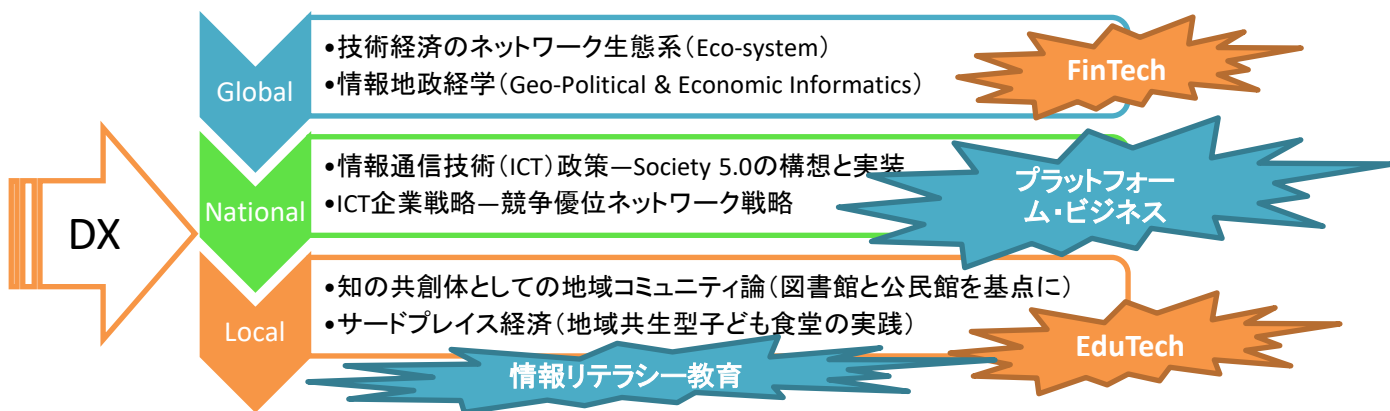 DX
Global
•技術経済のネットワーク生態系（Eco-system）
•情報地政経学（Geo-Political & Economic Informatics）
FinTech
National
•情報通信技術（ICT）政策―Society 5.0の構想と実装
•ICT企業戦略―競争優位ネットワーク戦略
プラットフォー
ム・ビジネス
Local
•知の共創体としての地域コミュニティ論（図書館と公民館を基点に）
•サードプレイス経済（地域共生型子ども食堂の実践）
EduTech
情報リテラシー教育